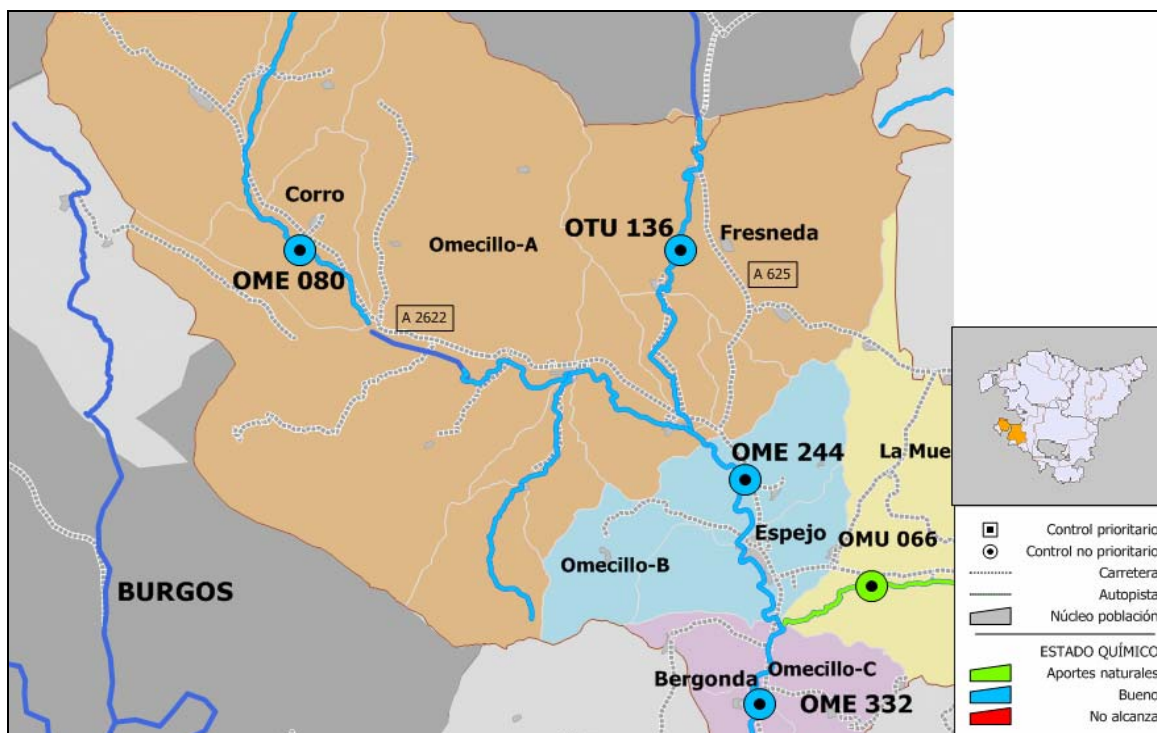 Corro
OTU 136
Fresneda
Omecillo-A
OME 080
A 625
A 2622
OME 244
La Mue
Espejo
OMU 066
Omecillo-B
BURGOS
Omecillo-C
Bergonda
OME 332
Control prioritario
Control no prioritario
Carretera
Autopista
Núcleo población
ESTADO QUÍMICO
Aportes naturales
Bueno
No alcanza